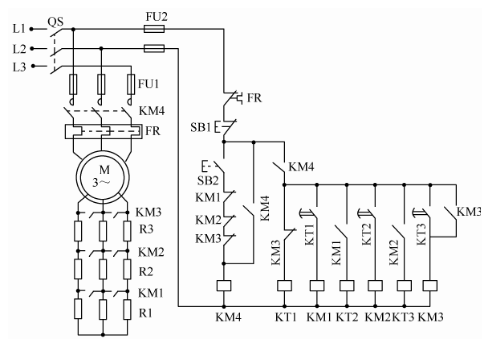 L1 QS FU2
L2
L3
FU1
KM4
FR
M
3~
KM3
R3
KM2
R2
KM1
R1
FR
SB1
SB2
KM1
KM2
KM3
KM4
KM4
KM3
KT1
KM1
KT2
KM2
KT3
KM3
KM4 KT1 KM1 KT2 KM2 KT3 KM3